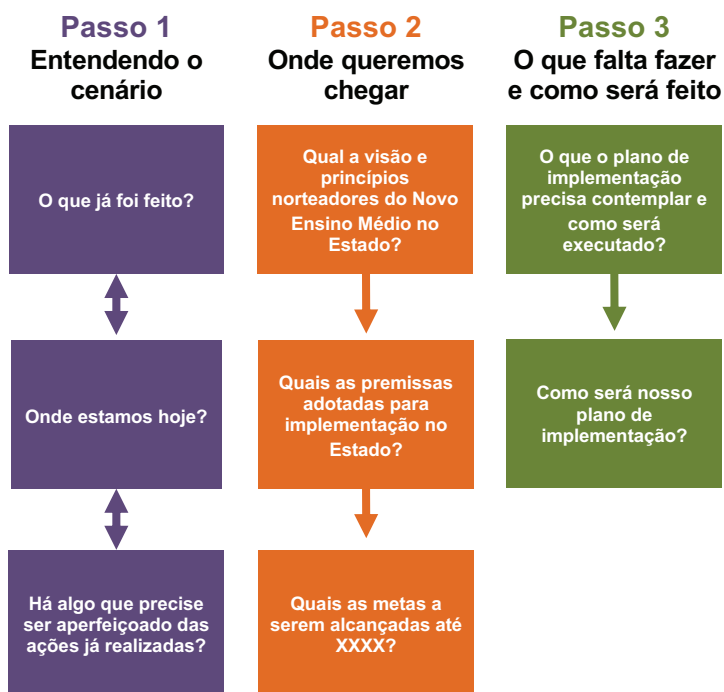 Passo 1
Entendendo o
cenário
O que já foi feito?
Onde estamos hoje?
Há algo que precise
ser aperfeiçoado das
ações já realizadas?
Passo 2
Onde queremos
chegar
Qual a visão e
princípios
norteadores do Novo
Ensino Médio no
Estado?
Quais as premissas
adotadas para
implementação no
Estado?
Quais as metas a
serem alcançadas até
XXXX?
Passo 3
O que falta fazer
e como será feito
O que o plano de
implementação
precisa contemplar e
como será
executado?
Como será nosso
plano de
implementação?